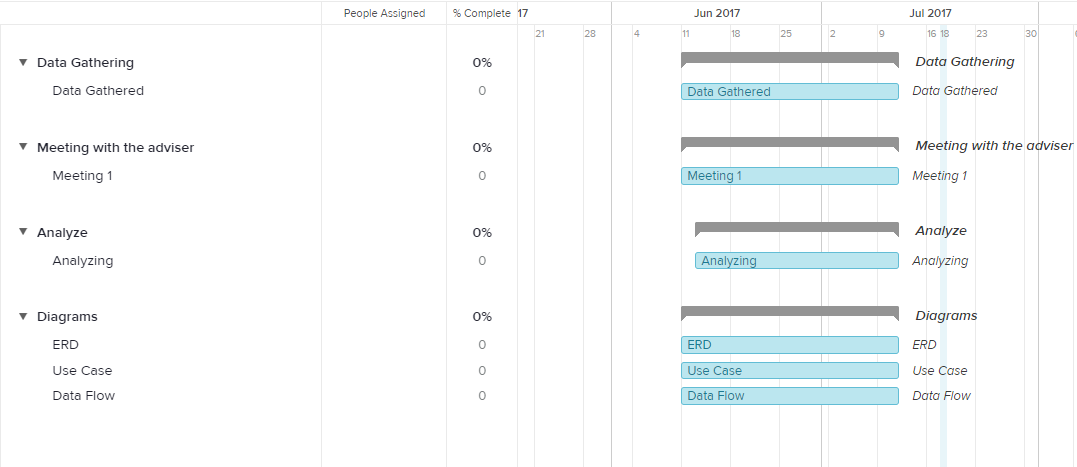 People Assigned % Complete 17 Jun 2017 Jul 2017
21 28 4 11 18 25 2 9 16 18 23 30
Data Gathering 0% Data Gathering
Data Gathered 0 Data Gathered Data Gathered
Meeting with the adviser 0% Meeting with the adviser
Meeting 1 0 Meeting 1 Meeting 1
Analyze 0% Analyze
Analyzing 0 Analyzing Analyzing
Diagrams 0% Diagrams
ERD 0 ERD ERD
Use Case 0 Use Case Use Case
Data Flow 0 Data Flow Data Flow